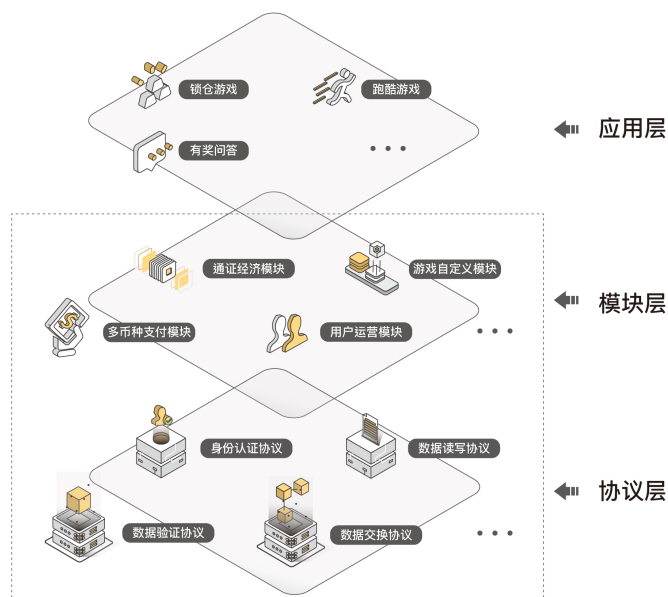 锁仓游戏
跑酷游戏
有奖问答
应用层
通证经济模块
游戏自定义模块
模块层
多币种支付模块
用户运营模块
身份认证协议
数据读写协议
协议层
数据验证协议
数据交换协议